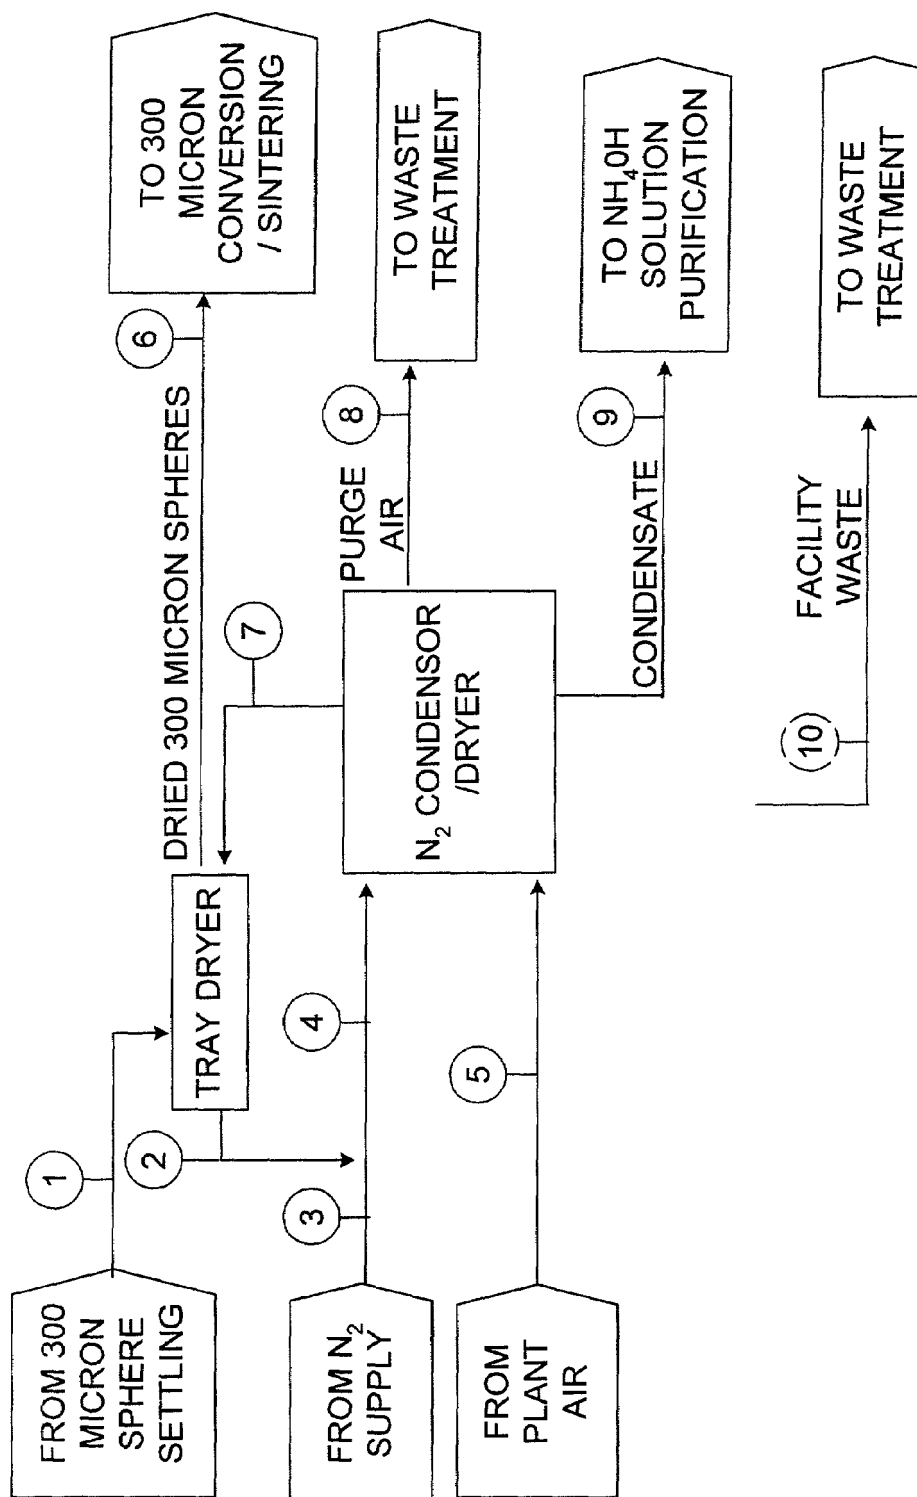 FROM 300
MICRON
SPHERE
SETTLING
1
TRAY DRYER
2
DRIED 300 MICRON SPHERES
6
TO 300
MICRON
CONVERSION
/ SINTERING
7
FROM N₂
SUPPLY
3
4
N₂ CONDENSOR
/DRYER
PURGE
AIR
8
TO WASTE
TREATMENT
FROM
PLANT
AIR
5
CONDENSATE
9
TO NH₄0H
SOLUTION
PURIFICATION
10
FACILITY
WASTE
TO WASTE
TREATMENT